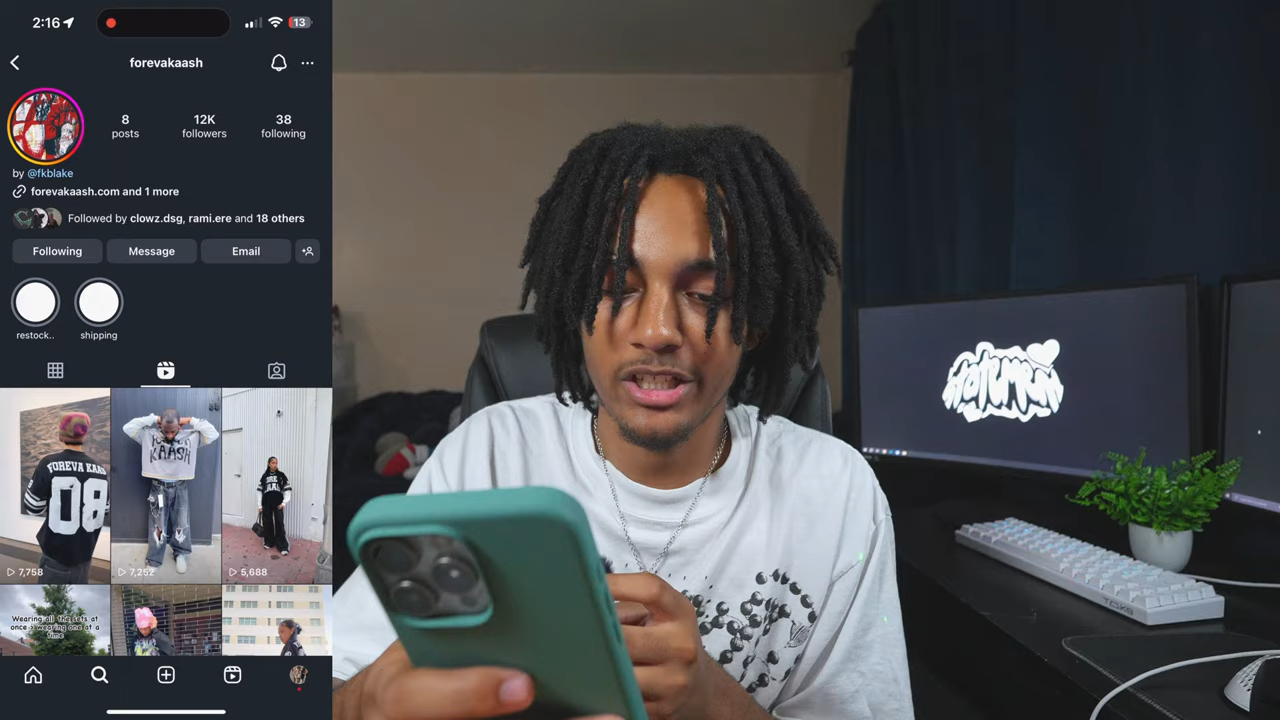 2:16
13
forevakaash
8
posts
12K
followers
38
following
by @fkblake
forevakaash.com and 1 more
Followed by clowz.dsg, rami.ere and 18 others
Following
Message
Email
restock..
shipping
FOREVA KAASH
08
KAASH
7,758
7,252
5,688
Wearing all the sets at
once vs wearing one at a
time